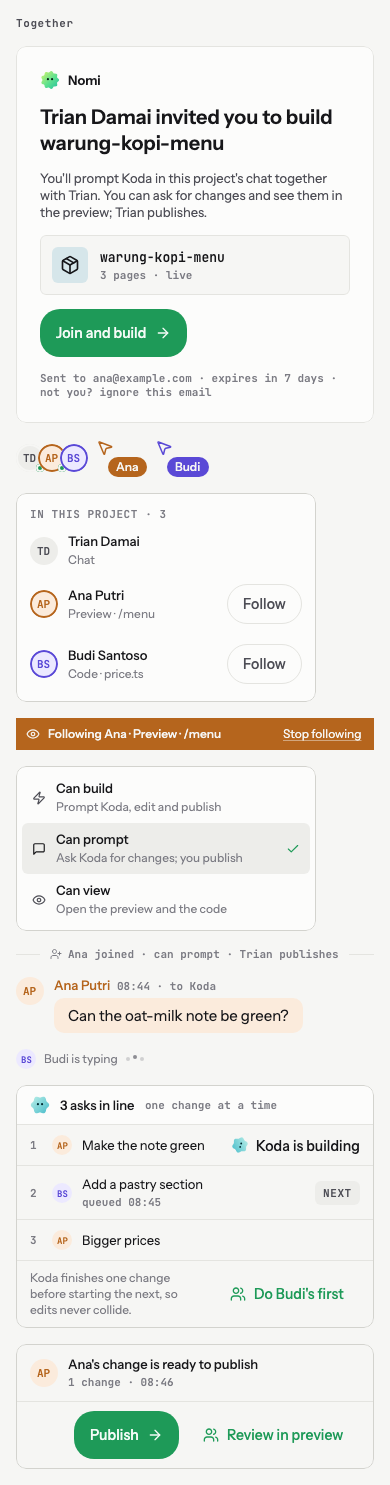 Together
Nomi
Trian Damai invited you to build
warung-kopi-menu
You'll prompt Koda in this project's chat together
with Trian. You can ask for changes and see them in
the preview; Trian publishes.
warung-kopi-menu
3 pages · live
Join and build
Sent to ana@example.com · expires in 7 days ·
not you? ignore this email
TD AP BS
Ana
Budi
IN THIS PROJECT · 3
TD
Trian Damai
Chat
AP
Ana Putri
Preview · /menu
Follow
BS
Budi Santoso
Code · price.ts
Follow
Following Ana · Preview · /menu
Stop following
Can build
Prompt Koda, edit and publish
Can prompt
Ask Koda for changes; you publish
Can view
Open the preview and the code
Ana joined · can prompt · Trian publishes
AP
Ana Putri 08:44 · to Koda
Can the oat-milk note be green?
BS Budi is typing
3 asks in line one change at a time
1 AP Make the note green Koda is building
2 BS Add a pastry section
queued 08:45
NEXT
3 AP Bigger prices
Koda finishes one change
before starting the next, so
edits never collide.
Do Budi's first
AP
Ana's change is ready to publish
1 change · 08:46
Publish
Review in preview